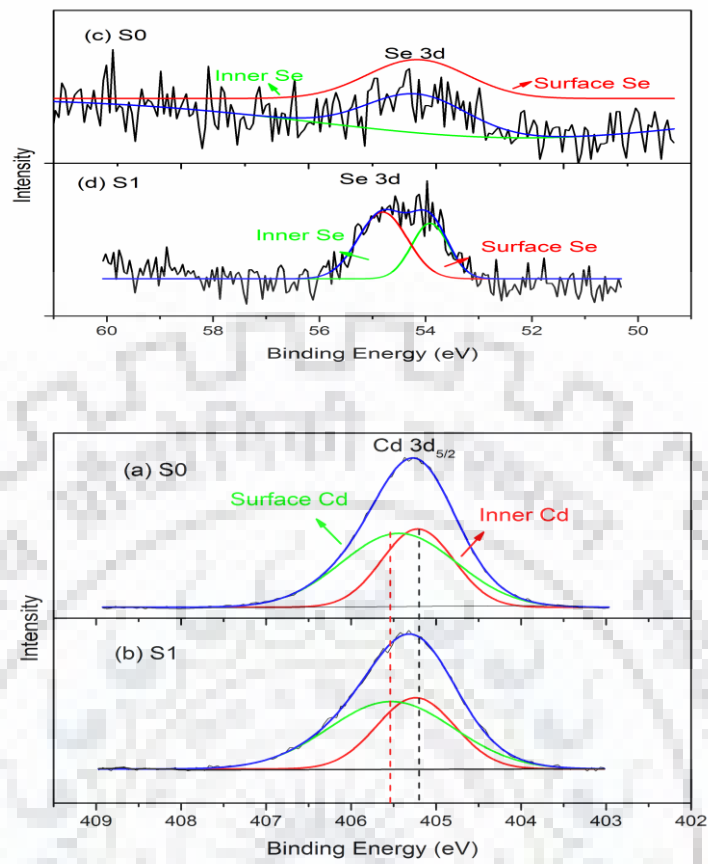 (c) S0
Se 3d
Inner Se
Surface Se
(d) S1
Se 3d
Inner Se
Surface Se
Intensity
60 58 56 54 52 50
Binding Energy (eV)
Cd 3d5/2
(a) S0
Surface Cd
Inner Cd
(b) S1
Intensity
409 408 407 406 405 404 403 402
Binding Energy (eV)